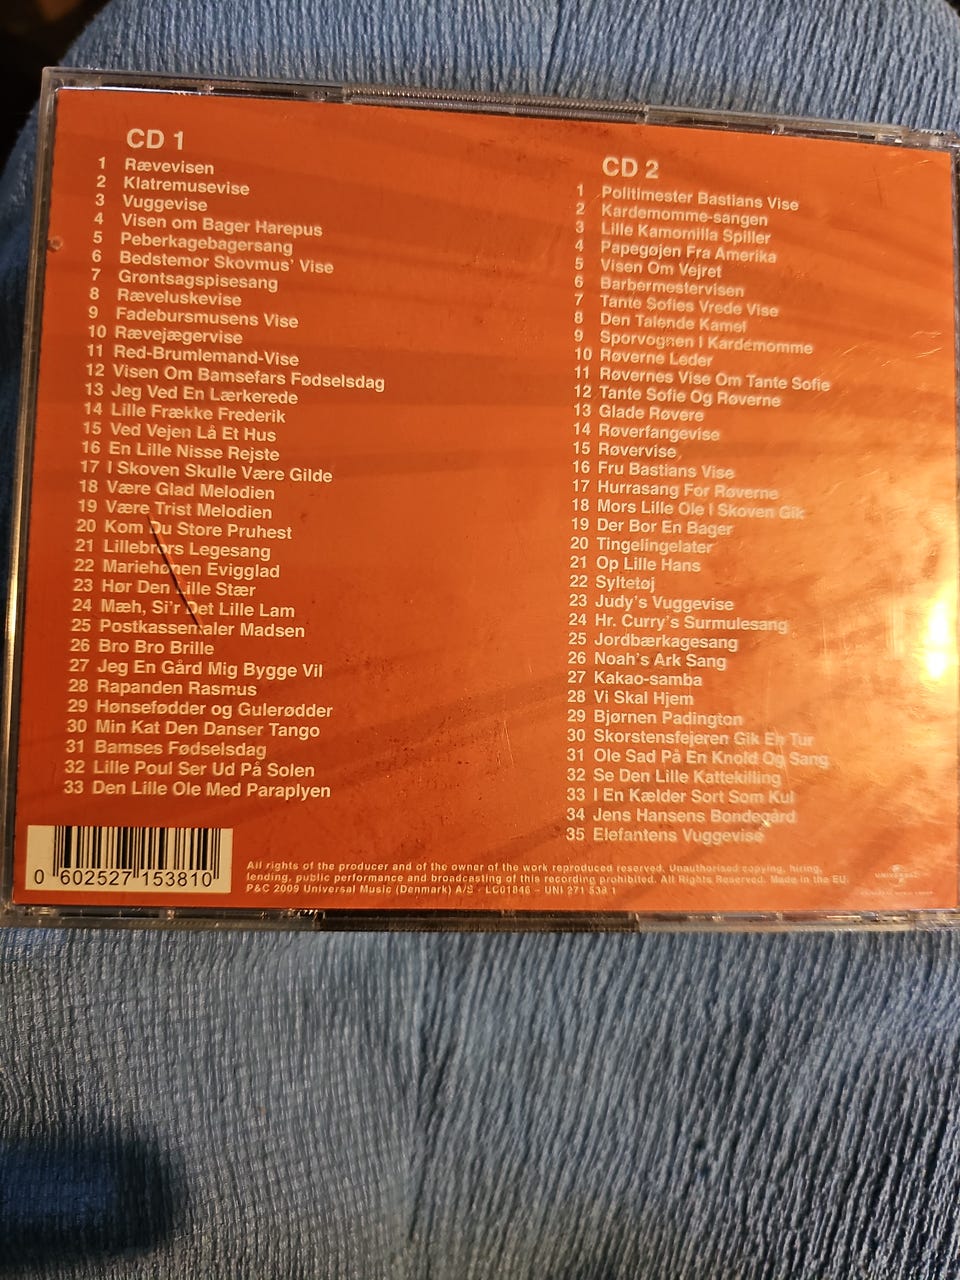 CD 1
1 Rævevisen
2 Klatremusevise
3 Vuggevise
4 Visen om Bager Harepus
5 Peberkagebagersang
6 Bedstemor Skovmus' Vise
7 Grøntsagspisesang
8 Ræveluskevise
9 Fadebursmusens Vise
10 Rævejægervise
11 Red-Brumlemand-Vise
12 Visen Om Bamsefars Fødselsdag
13 Jeg Ved En Lærkerede
14 Lille Frække Frederik
15 Ved Vejen Lå Et Hus
16 En Lille Nisse Rejste
17 I Skoven Skulle Være Gilde
18 Være Glad Melodien
19 Være Trist Melodien
20 Kom Du Store Pruhest
21 Lillebrors Legesang
22 Mariehønen Evigglad
23 Hør Den Lille Stær
24 Mæh, Si'r Det Lille Lam
25 Postkassemaler Madsen
26 Bro Bro Brille
27 Jeg En Gård Mig Bygge Vil
28 Rapanden Rasmus
29 Hønsefødder og Gulerødder
30 Min Kat Den Danser Tango
31 Bamses Fødselsdag
32 Lille Poul Ser Ud På Solen
33 Den Lille Ole Med Paraplyen
CD 2
1 Politimester Bastians Vise
2 Kardemomme-sangen
3 Lille Kamomilla Spiller
4 Papegøjen Fra Amerika
5 Visen Om Vejret
6 Barbermestervisen
7 Tante Sofies Vrede Vise
8 Den Talende Kamel
9 Sporvognen I Kardemomme
10 Røverne Leder
11 Røvernes Vise Om Tante Sofie
12 Tante Sofie Og Røverne
13 Glade Røvere
14 Røverfangevise
15 Røvervise
16 Fru Bastians Vise
17 Hurrasang For Røverne
18 Mors Lille Ole I Skoven Gik
19 Der Bor En Bager
20 Tingelingelater
21 Op Lille Hans
22 Syltetøj
23 Judy's Vuggevise
24 Hr. Curry's Surmulesang
25 Jordbærkagesang
26 Noah's Ark Sang
27 Kakao-samba
28 Vi Skal Hjem
29 Bjørnen Padington
30 Skorstensfejeren Gik En Tur
31 Ole Sad På En Knold Og Sang
32 Se Den Lille Kattekilling
33 I En Kælder Sort Som Kul
34 Jens Hansens Bondegård
35 Elefantens Vuggevise
0 602527 153810
All rights of the producer and of the owner of the work reproduced reserved. Unauthorised copying, hiring,
lending, public performance and broadcasting of this recording prohibited. All Rights Reserved. Made in the EU.
P&C 2009 Universal Music (Denmark) A/S - LC01846 – UNI 271 538 1
UNIVERSAL